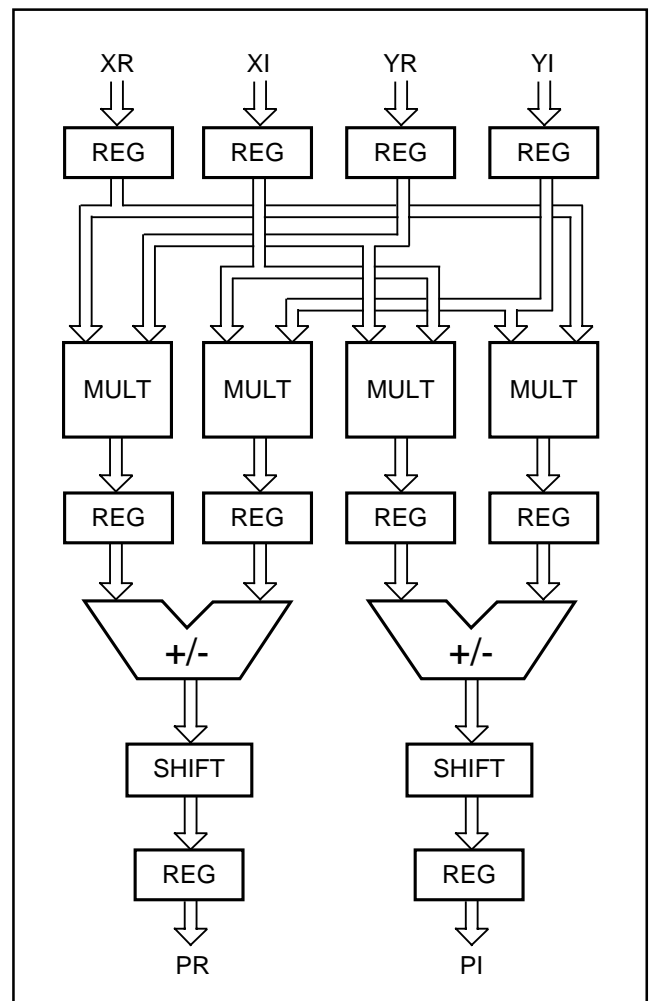 XR XI YR YI
REG REG REG REG
MULT MULT MULT MULT
REG REG REG REG
+/- +/-
SHIFT SHIFT
REG REG
PR PI